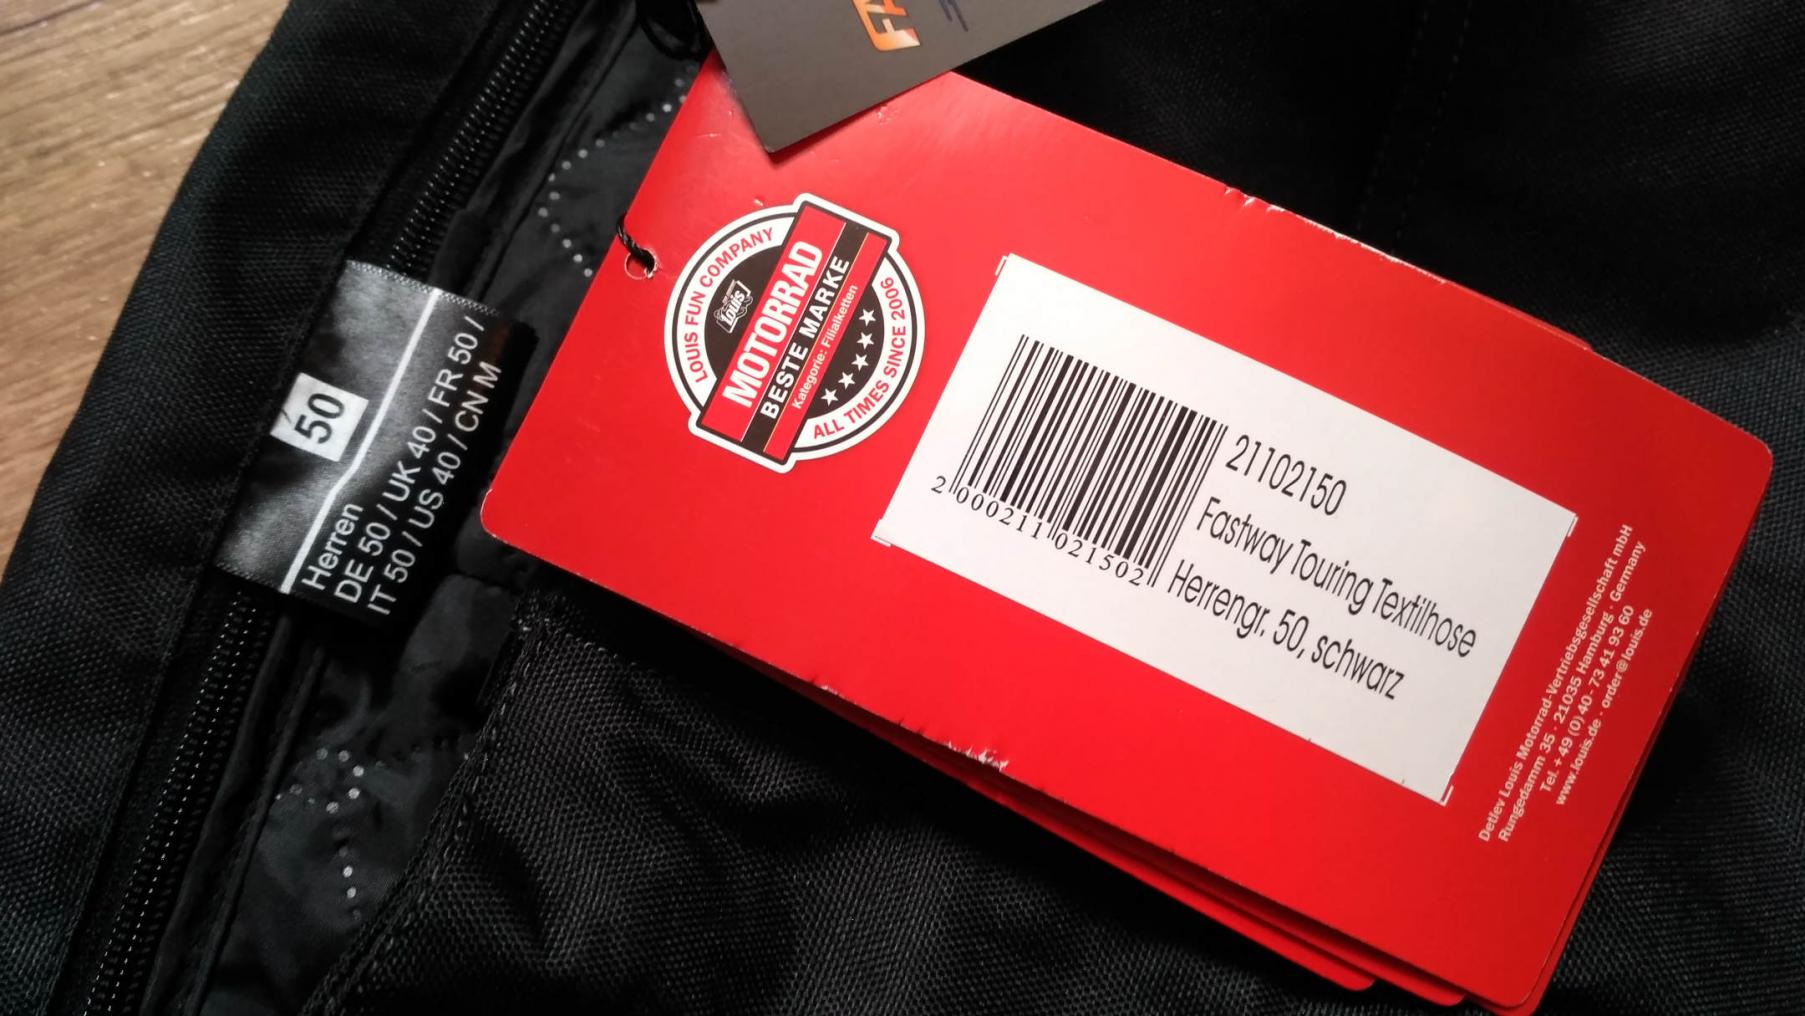 50
Herren
DE 50 / UK 40 / FR 50 /
IT 50 / US 40 / CN M
LOUIS FUN COMPANY
Louis
MOTORRAD
BESTE MARKE
Kategorie: Filialketten
ALL TIMES SINCE 2006
21102150
Fastway Touring Textilhose
Herrengr. 50, schwarz
2 000211 021502
Detlev Louis Motorrad-Vertriebsgesellschaft mbH
Rungedamm 35 · 21035 Hamburg · Germany
Tel. + 49 (0) 40 - 73 41 93 60
www.louis.de · order@louis.de